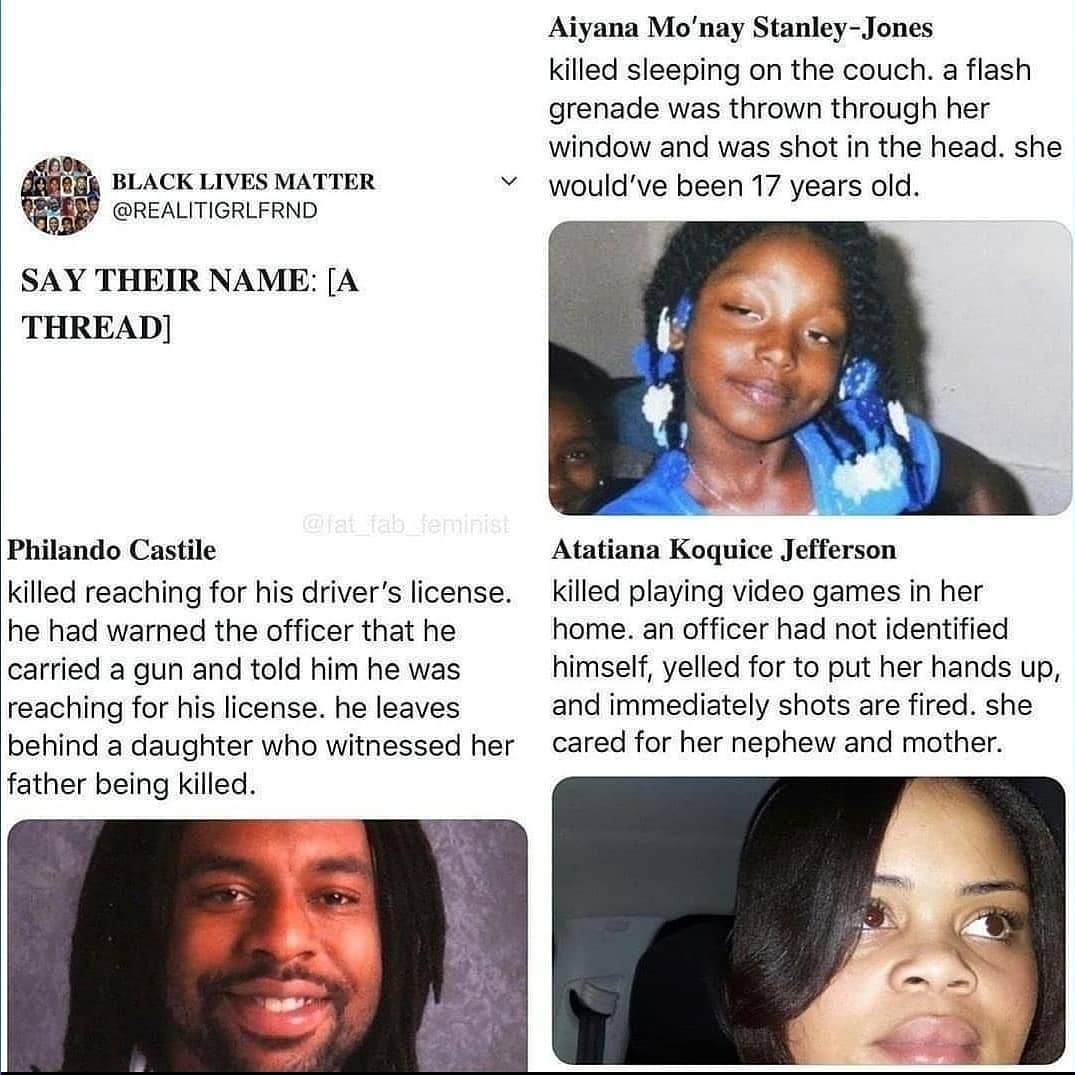 BLACK LIVES MATTER
@REALITIGRLFRND
SAY THEIR NAME: [A
THREAD]
Aiyana Mo'nay Stanley-Jones
killed sleeping on the couch. a flash
grenade was thrown through her
window and was shot in the head. she
would've been 17 years old.
@fat_fab_feminist
Philando Castile
killed reaching for his driver's license.
he had warned the officer that he
carried a gun and told him he was
reaching for his license. he leaves
behind a daughter who witnessed her
father being killed.
Atatiana Koquice Jefferson
killed playing video games in her
home. an officer had not identified
himself, yelled for to put her hands up,
and immediately shots are fired. she
cared for her nephew and mother.